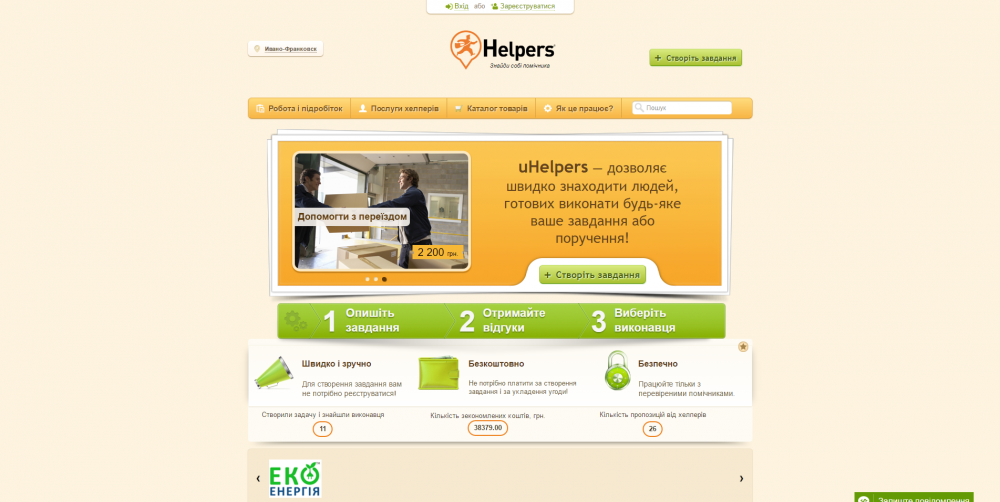 Вхід або Зареєструватися
Ивано-Франковск
Helpers
Знайди собі помічника
+ Створіть завдання
Робота і підробіток Послуги хелперів Каталог товарів Як це працює? Пошук
Допомогти з переїздом
2 200 грн.
uHelpers — дозволяє
швидко знаходити людей,
готових виконати будь-яке
ваше завдання або
поручення!
+ Створіть завдання
1 Опишіть
завдання
2 Отримайте
відгуки
3 Виберіть
виконавця
Швидко і зручно
Для створення завдання вам
не потрібно реєструватися!
Безкоштовно
Не потрібно платити за створення
завдання і за укладення угоди!
Безпечно
Працюйте тільки з
перевіреними помічниками.
Створили задачу і знайшли виконавця
11
Кількість зекономлених коштів, грн.
38379.00
Кількість пропозицій від хелперів
26
ЕКО
ЕНЕРГІЯ
Залиште повідомлення